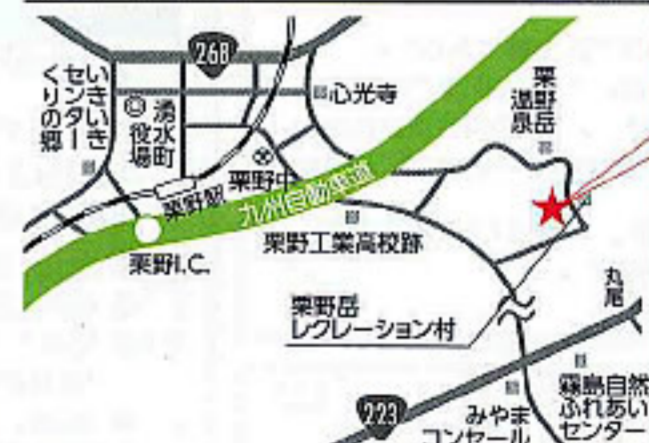 268
いきいき
センター
くりの郷
湧水町
役場
心光寺
栗野岳
温泉
栗野中
栗野駅
九州自動車道
栗野I.C.
栗野工業高校跡
栗野岳
レクレーション村
丸尾
223
みやま
コンセール
霧島自然
ふれあい
センター